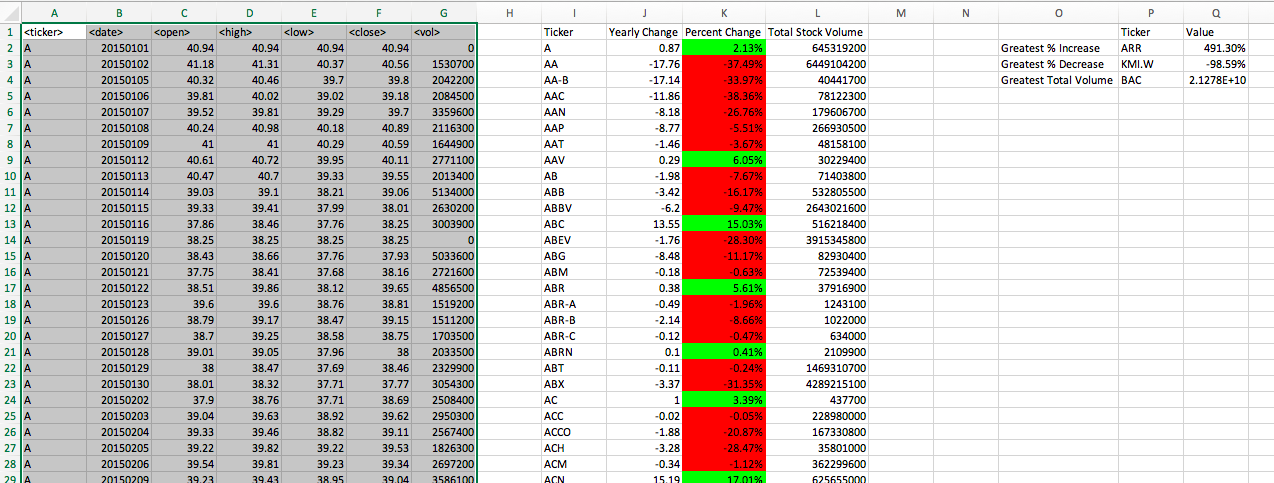 A B C D E F G H I J K L M N O P Q
1 <ticker> <date> <open> <high> <low> <close> <vol> Ticker Yearly Change Percent Change Total Stock Volume Ticker Value
2 A 20150101 40.94 40.94 40.94 40.94 0 A 0.87 2.13% 645319200 Greatest % Increase ARR 491.30%
3 A 20150102 41.18 41.31 40.37 40.56 1530700 AA -17.76 -37.49% 6449104200 Greatest % Decrease KMI.W -98.59%
4 A 20150105 40.32 40.46 39.7 39.8 2042200 AA-B -17.14 -33.97% 40441700 Greatest Total Volume BAC 2.1278E+10
5 A 20150106 39.81 40.02 39.02 39.18 2084500 AAC -11.86 -38.36% 78122300
6 A 20150107 39.52 39.81 39.29 39.7 3359600 AAN -8.18 -26.76% 179606700
7 A 20150108 40.24 40.98 40.18 40.89 2116300 AAP -8.77 -5.51% 266930500
8 A 20150109 41 41 40.29 40.59 1644900 AAT -1.46 -3.67% 48158100
9 A 20150112 40.61 40.72 39.95 40.11 2771100 AAV 0.29 6.05% 30229400
10 A 20150113 40.47 40.7 39.33 39.55 2013400 AB -1.98 -7.67% 71403800
11 A 20150114 39.03 39.1 38.21 39.06 5134000 ABB -3.42 -16.17% 532805500
12 A 20150115 39.33 39.41 37.99 38.01 2630200 ABBV -6.2 -9.47% 2643021600
13 A 20150116 37.86 38.46 37.76 38.25 3003900 ABC 13.55 15.03% 516218400
14 A 20150119 38.25 38.25 38.25 38.25 0 ABEV -1.76 -28.30% 3915345800
15 A 20150120 38.43 38.66 37.76 37.93 5033600 ABG -8.48 -11.17% 82930400
16 A 20150121 37.75 38.41 37.68 38.16 2721600 ABM -0.18 -0.63% 72539400
17 A 20150122 38.51 39.86 38.12 39.65 4856500 ABR 0.38 5.61% 37916900
18 A 20150123 39.6 39.6 38.76 38.81 1519200 ABR-A -0.49 -1.96% 1243100
19 A 20150126 38.79 39.17 38.47 39.15 1511200 ABR-B -2.14 -8.66% 1022000
20 A 20150127 38.7 39.25 38.58 38.75 1703500 ABR-C -0.12 -0.47% 634000
21 A 20150128 39.01 39.05 37.96 38 2033500 ABRN 0.1 0.41% 2109900
22 A 20150129 38 38.47 37.69 38.46 2329900 ABT -0.11 -0.24% 1469310700
23 A 20150130 38.01 38.32 37.71 37.77 3054300 ABX -3.37 -31.35% 4289215100
24 A 20150202 37.9 38.76 37.71 38.69 2508400 AC 1 3.39% 437700
25 A 20150203 39.04 39.63 38.92 39.62 2950300 ACC -0.02 -0.05% 228980000
26 A 20150204 39.33 39.46 38.82 39.11 2567400 ACCO -1.88 -20.87% 167330800
27 A 20150205 39.22 39.82 39.22 39.53 1826300 ACH -3.28 -28.47% 35801000
28 A 20150206 39.54 39.81 39.23 39.34 2697200 ACM -0.34 -1.12% 362299600
29 A 20150209 39.23 39.43 38.95 39.04 3586100 ACN 15.19 17.01% 625655000